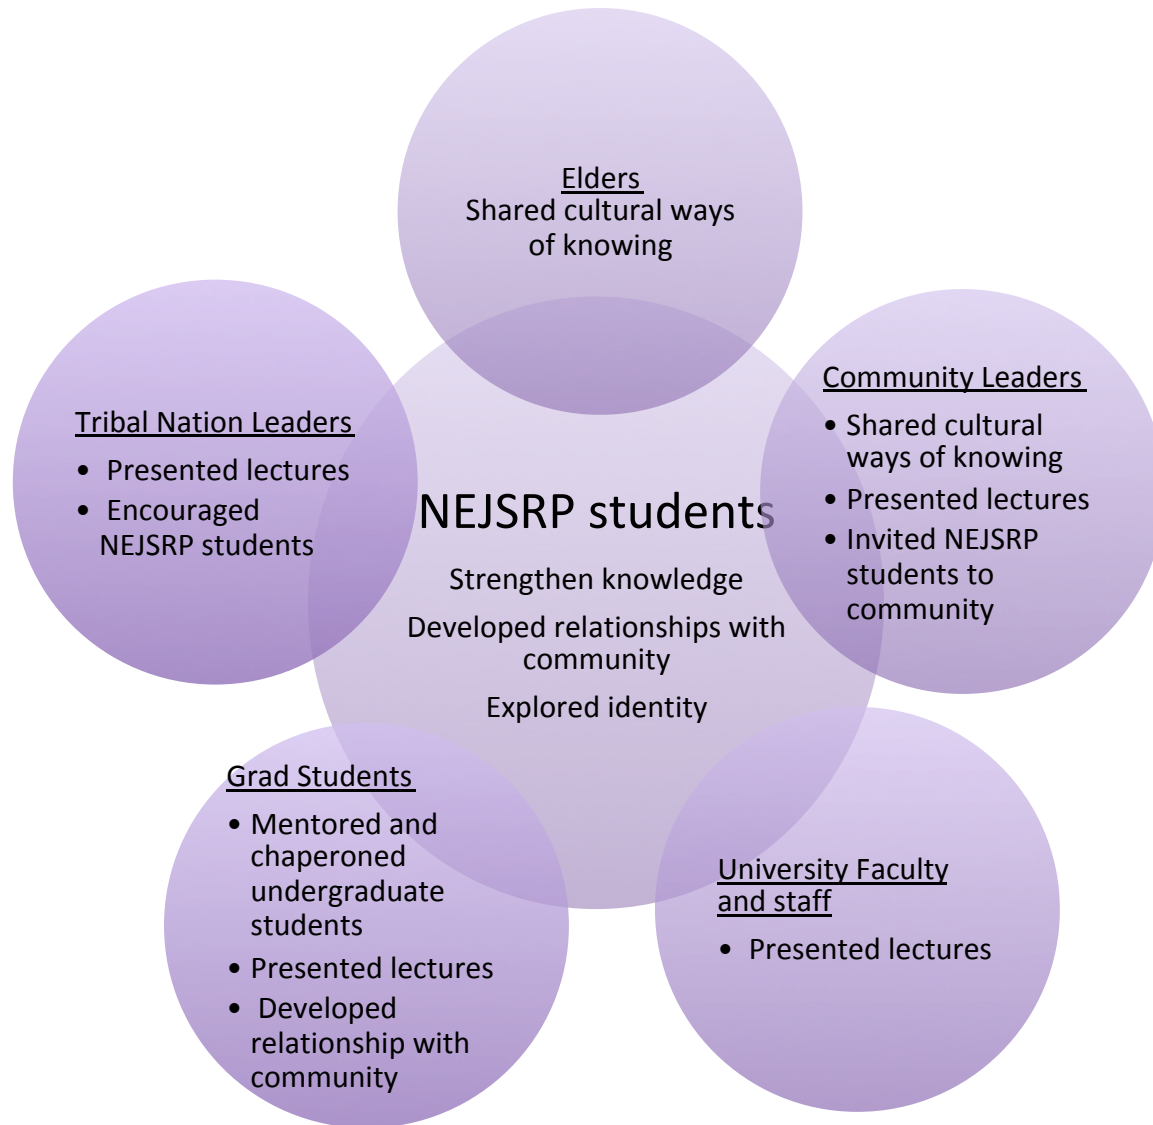 Elders
Shared cultural ways
of knowing
Community Leaders
• Shared cultural
ways of knowing
• Presented lectures
• Invited NEJSRP
students to
community
Tribal Nation Leaders
• Presented lectures
• Encouraged
NEJSRP students
NEJSRP students
Strengthen knowledge
Developed relationships with
community
Explored identity
Grad Students
• Mentored and
chaperoned
undergraduate
students
• Presented lectures
• Developed
relationship with
community
University Faculty
and staff
• Presented lectures